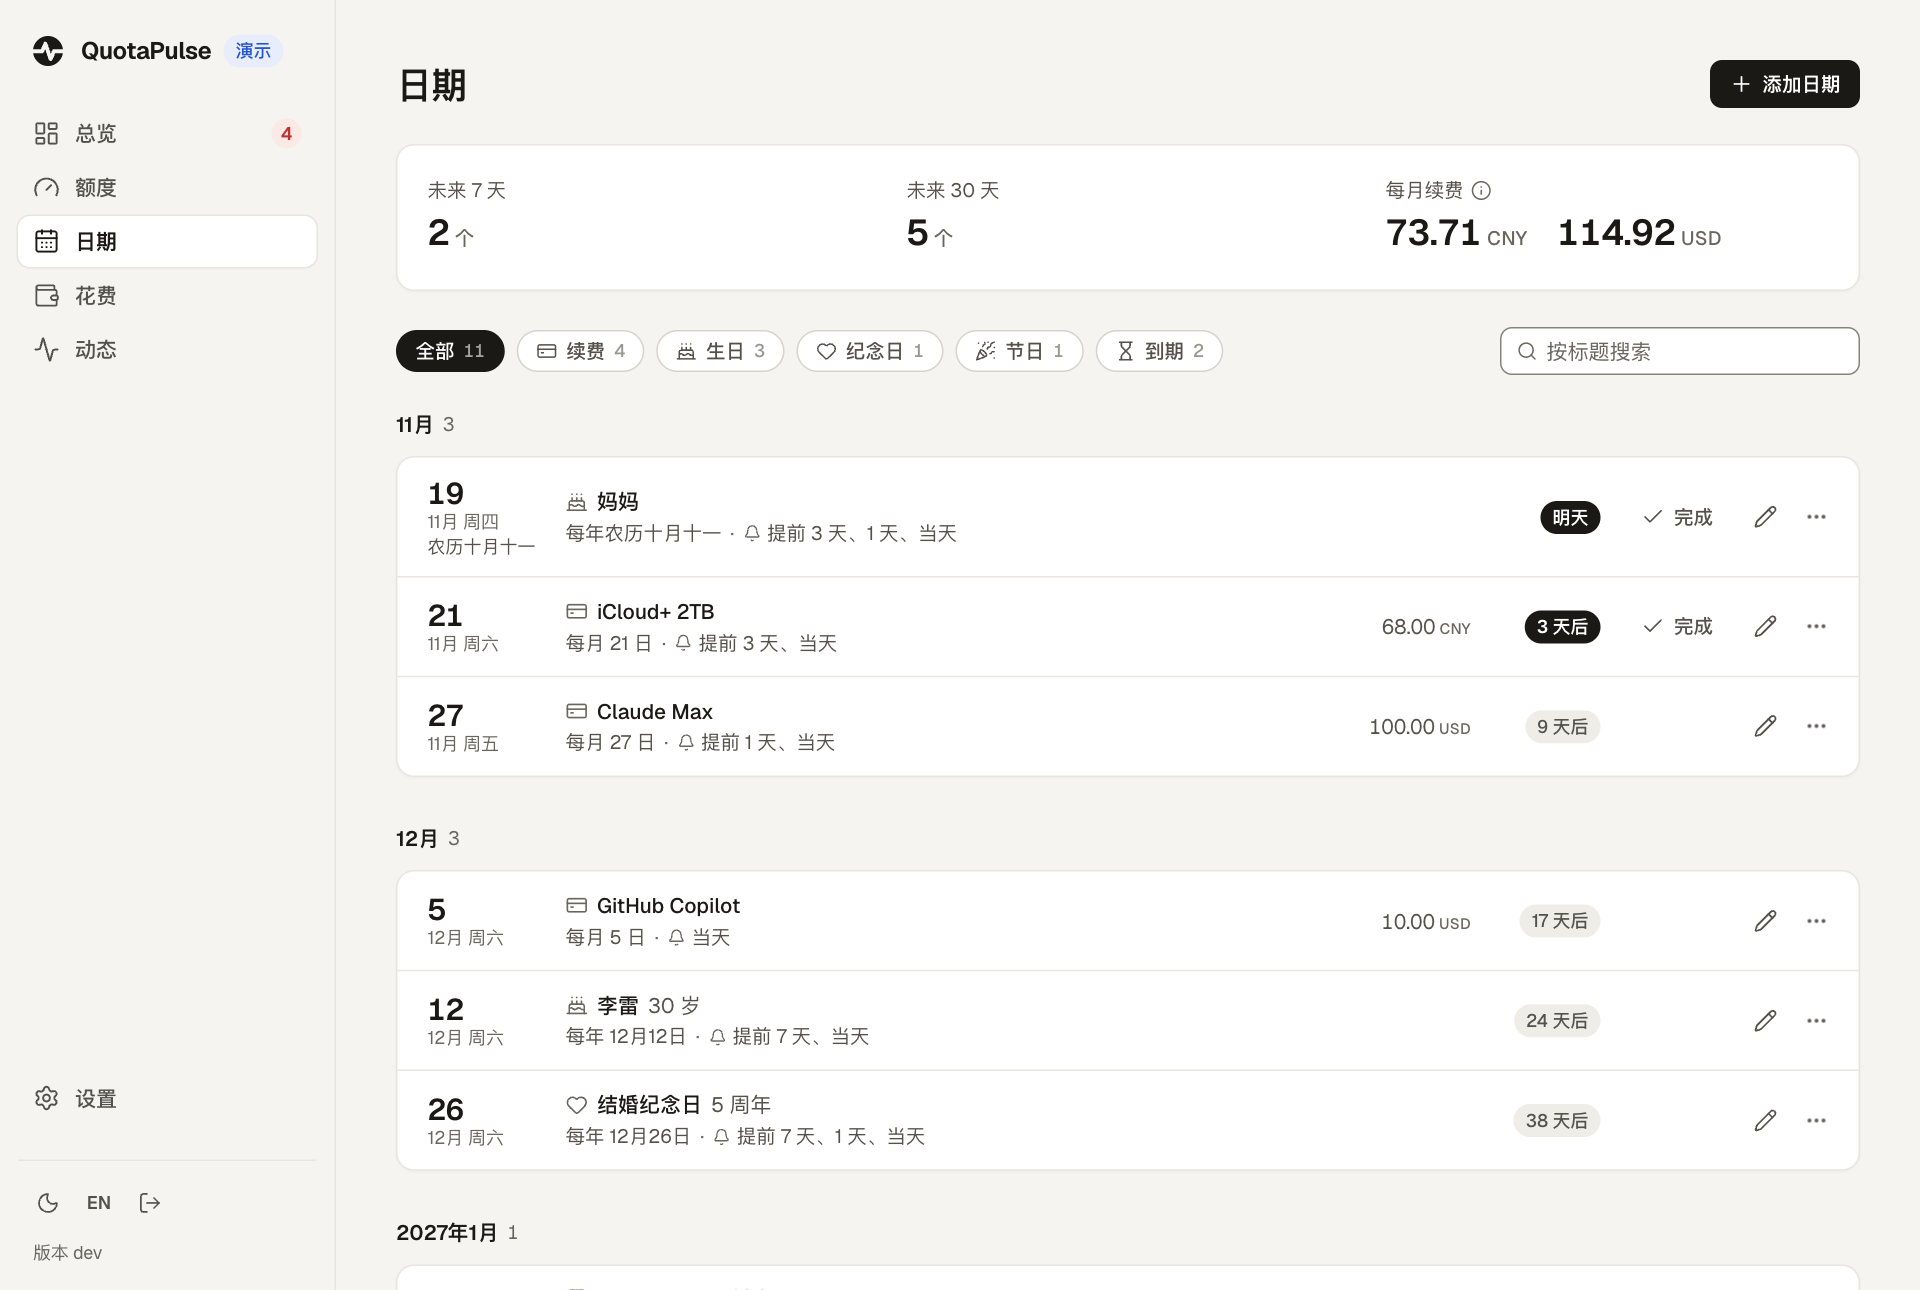 QuotaPulse 演示
总览 4
额度
日期
花费
动态
设置
EN
版本 dev
日期
添加日期
未来 7 天
2 个
未来 30 天
5 个
每月续费
73.71 CNY 114.92 USD
全部 11
续费 4
生日 3
纪念日 1
节日 1
到期 2
按标题搜索
11月 3
19
11月 周四
农历十月十一
妈妈
每年农历十月十一 · 提前 3 天、1 天、当天
明天
完成
21
11月 周六
iCloud+ 2TB
每月 21 日 · 提前 3 天、当天
68.00 CNY
3 天后
完成
27
11月 周五
Claude Max
每月 27 日 · 提前 1 天、当天
100.00 USD
9 天后
12月 3
5
12月 周六
GitHub Copilot
每月 5 日 · 当天
10.00 USD
17 天后
12
12月 周六
李雷 30 岁
每年 12月12日 · 提前 7 天、当天
24 天后
26
12月 周六
结婚纪念日 5 周年
每年 12月26日 · 提前 7 天、1 天、当天
38 天后
2027年1月 1